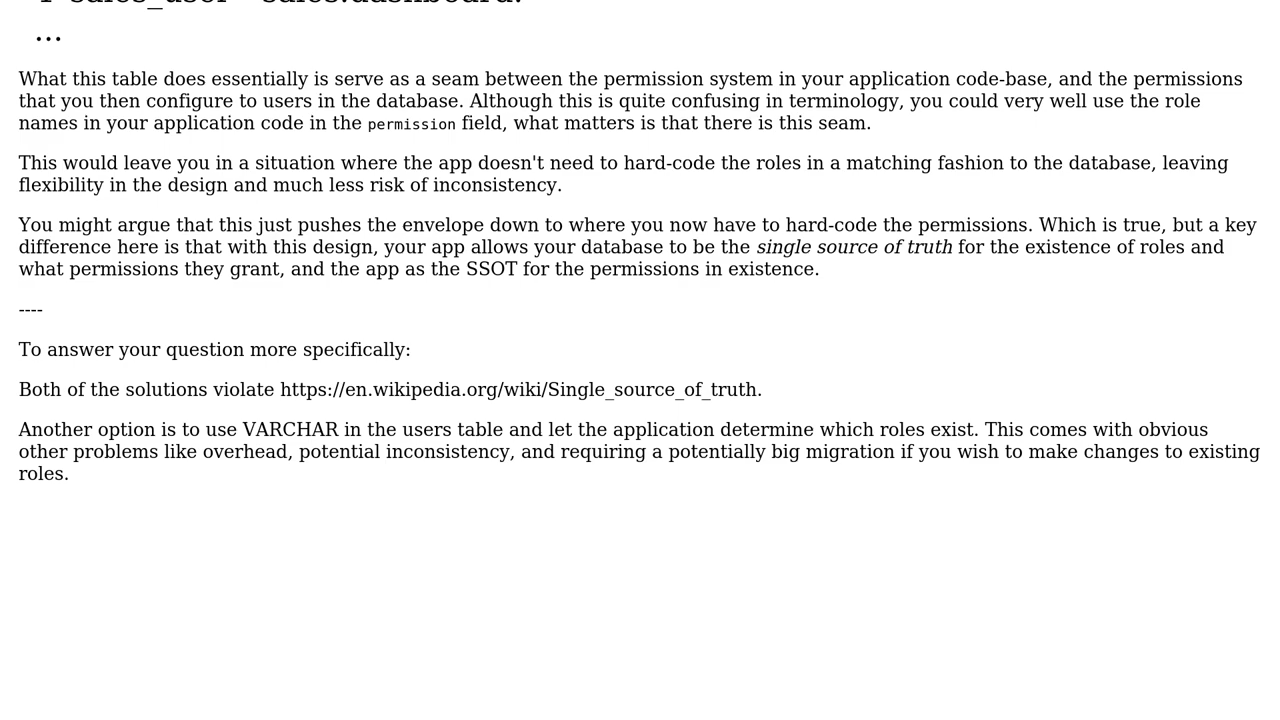 ...
What this table does essentially is serve as a seam between the permission system in your application code-base, and the permissions
that you then configure to users in the database. Although this is quite confusing in terminology, you could very well use the role
names in your application code in the permission field, what matters is that there is this seam.
This would leave you in a situation where the app doesn't need to hard-code the roles in a matching fashion to the database, leaving
flexibility in the design and much less risk of inconsistency.
You might argue that this just pushes the envelope down to where you now have to hard-code the permissions. Which is true, but a key
difference here is that with this design, your app allows your database to be the single source of truth for the existence of roles and
what permissions they grant, and the app as the SSOT for the permissions in existence.
----
To answer your question more specifically:
Both of the solutions violate https://en.wikipedia.org/wiki/Single_source_of_truth.
Another option is to use VARCHAR in the users table and let the application determine which roles exist. This comes with obvious
other problems like overhead, potential inconsistency, and requiring a potentially big migration if you wish to make changes to existing
roles.